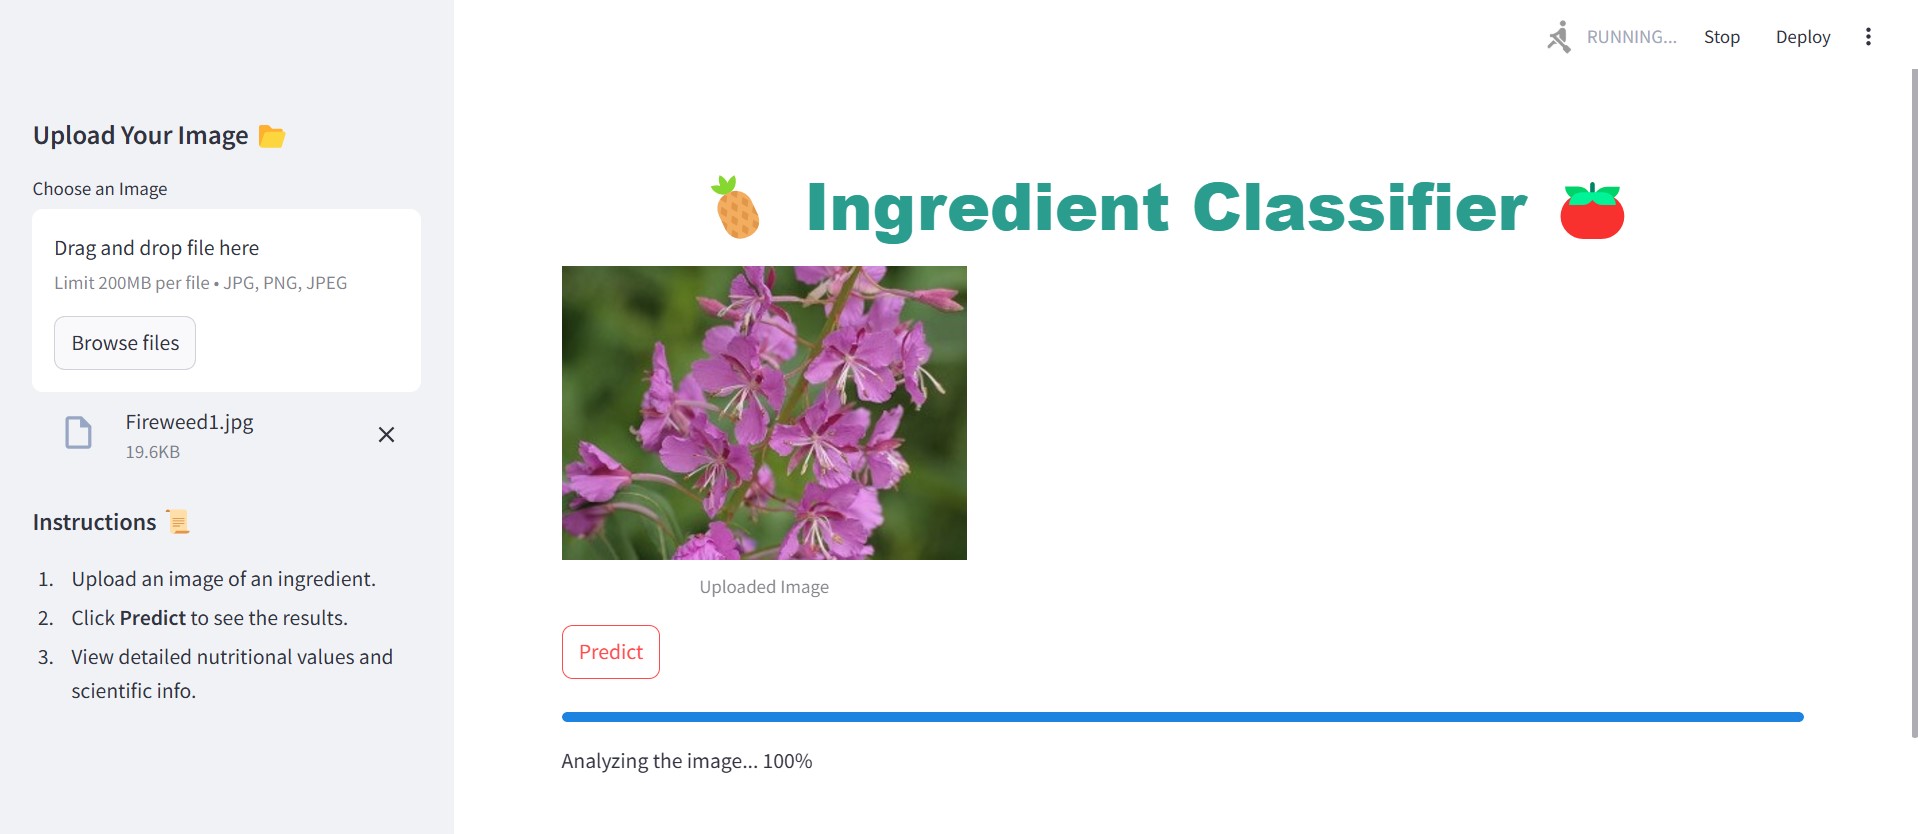 RUNNING...
Stop
Deploy
Upload Your Image
Choose an Image
Drag and drop file here
Limit 200MB per file • JPG, PNG, JPEG
Browse files
Fireweed1.jpg
19.6KB
Instructions
1. Upload an image of an ingredient.
2. Click Predict to see the results.
3. View detailed nutritional values and
scientific info.
Ingredient Classifier
Uploaded Image
Predict
Analyzing the image... 100%